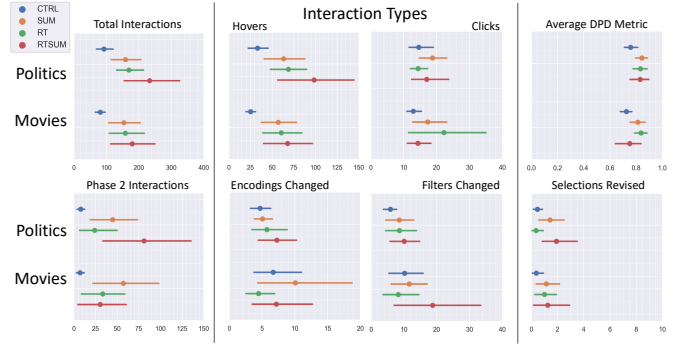 CTRL
SUM
RT
RTSUM
Interaction Types
Total Interactions
Hovers
Clicks
Average DPD Metric
Politics
Movies
0 100 200 300 400
0 25 50 75 100 125 150
0 10 20 30 40
0.0 0.2 0.4 0.6 0.8 1.0
Phase 2 Interactions
Encodings Changed
Filters Changed
Selections Revised
Politics
Movies
0 25 50 75 100 125 150
0 5 10 15 20
0 10 20 30 40
0 2 4 6 8 10